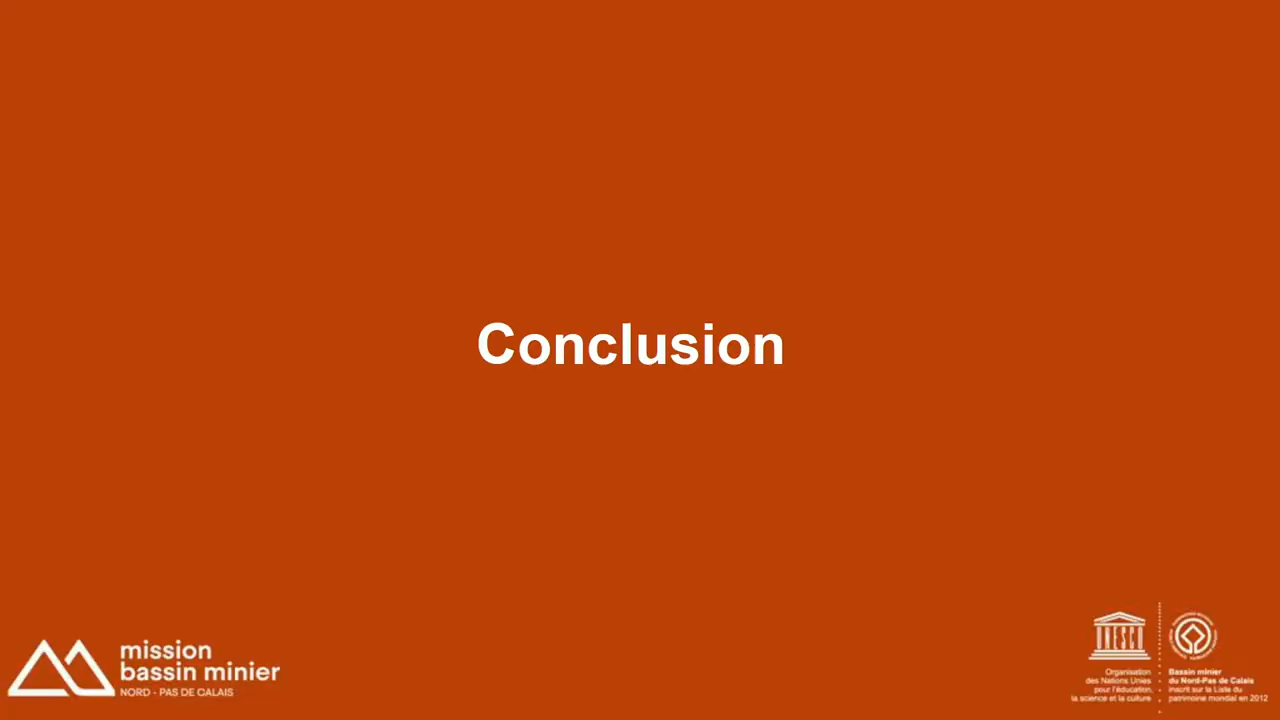 Conclusion
mission
bassin minier
NORD - PAS DE CALAIS
UNESCO
Organisation
des Nations Unies
pour l'éducation,
la science et la culture
Bassin minier
du Nord-Pas de Calais
inscrit sur la Liste du
patrimoine mondial en 2012